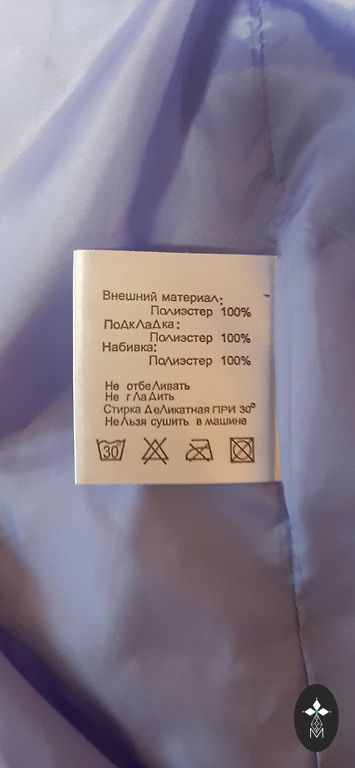 Внешний материал:
Полиэстер 100%
Подкладка:
Полиэстер 100%
Набивка:
Полиэстер 100%
Не отбеливать
Не гладить
Стирка деликатная ПРИ 30°
Нельзя сушить в машине
30
M